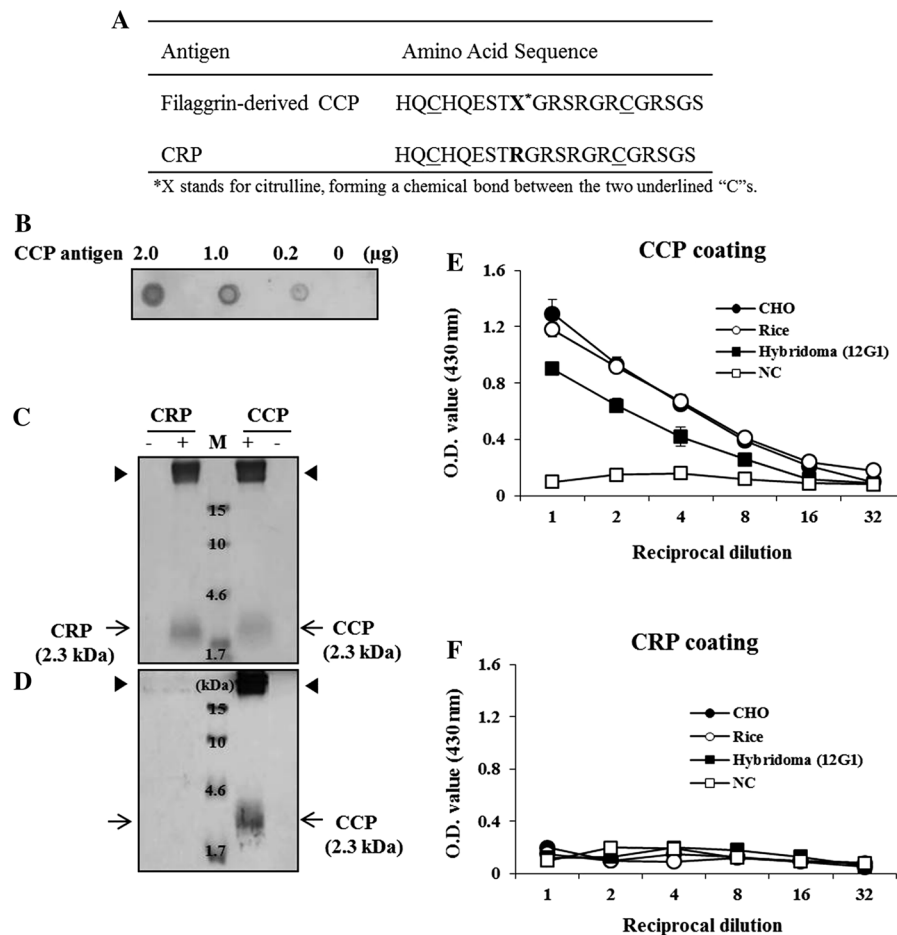 A
Antigen Amino Acid Sequence
Filaggrin-derived CCP HQCHQESTX*GRSRGRCGRSGS
CRP HQCHQESTRGRSRGRCGRSGS
*X stands for citrulline, forming a chemical bond between the two underlined “C”s.
B
CCP antigen 2.0 1.0 0.2 0 (µg)
C
CRP CCP
- + M + -
15
10
4.6
1.7
CRP
(2.3 kDa)
CCP
(2.3 kDa)
D
(kDa)
15
10
4.6
1.7
CCP
(2.3 kDa)
E
CCP coating
O.D. value (430 nm)
1.6
1.2
0.8
0.4
0
CHO
Rice
Hybridoma (12G1)
NC
1 2 4 8 16 32
Reciprocal dilution
F
CRP coating
O.D. value (430 nm)
1.6
1.2
0.8
0.4
0
CHO
Rice
Hybridoma (12G1)
NC
1 2 4 8 16 32
Reciprocal dilution